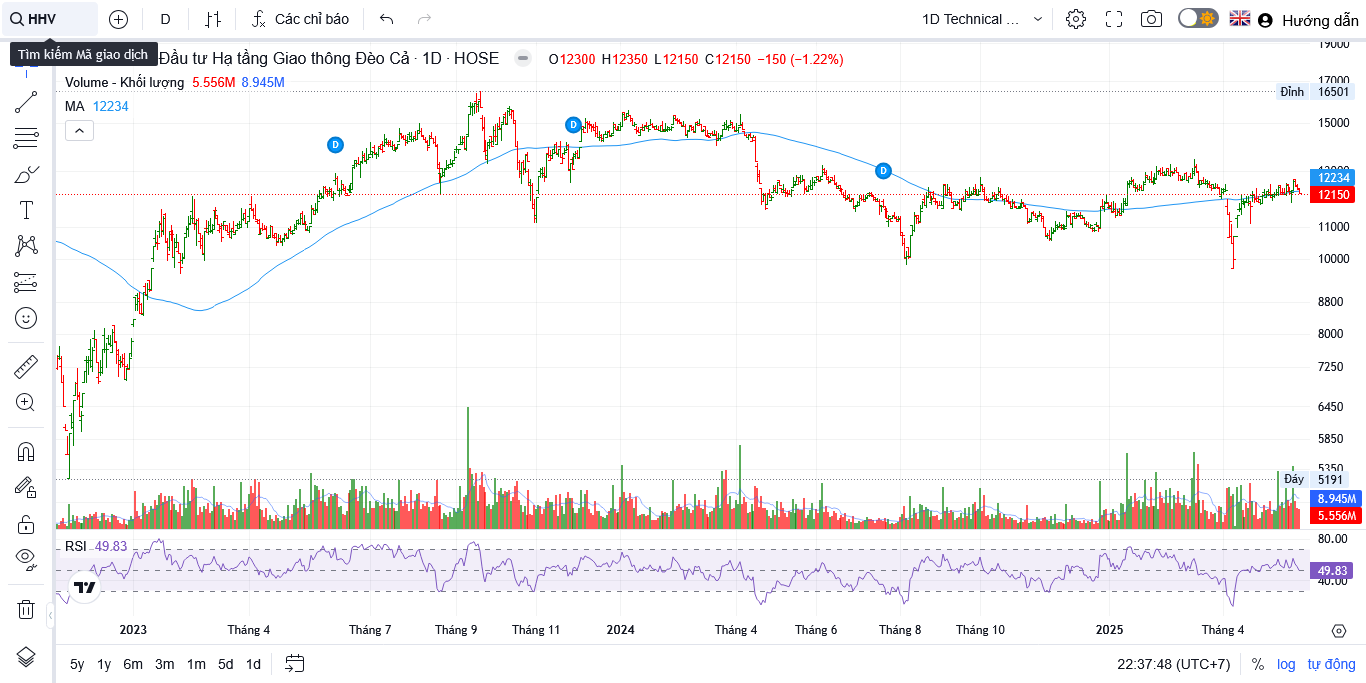 HHV D Các chỉ báo 1D Technical ... Hướng dẫn
Tìm kiếm Mã giao dịch
Đầu tư Hạ tầng Giao thông Đèo Cả · 1D · HOSE O12300 H12350 L12150 C12150 −150 (−1.22%)
Volume - Khối lượng 5.556M 8.945M
MA 12234
D
D
D
19000
17000
Đỉnh 16501
15000
13000
12234
12150
11000
10000
8800
8000
7250
6450
5850
5350
Đáy 5191
8.945M
5.556M
RSI 49.83
80.00
49.83
40.00
2023 Tháng 4 Tháng 7 Tháng 9 Tháng 11 2024 Tháng 4 Tháng 6 Tháng 8 Tháng 10 2025 Tháng 4
5y 1y 6m 3m 1m 5d 1d 22:37:48 (UTC+7) % log tự động